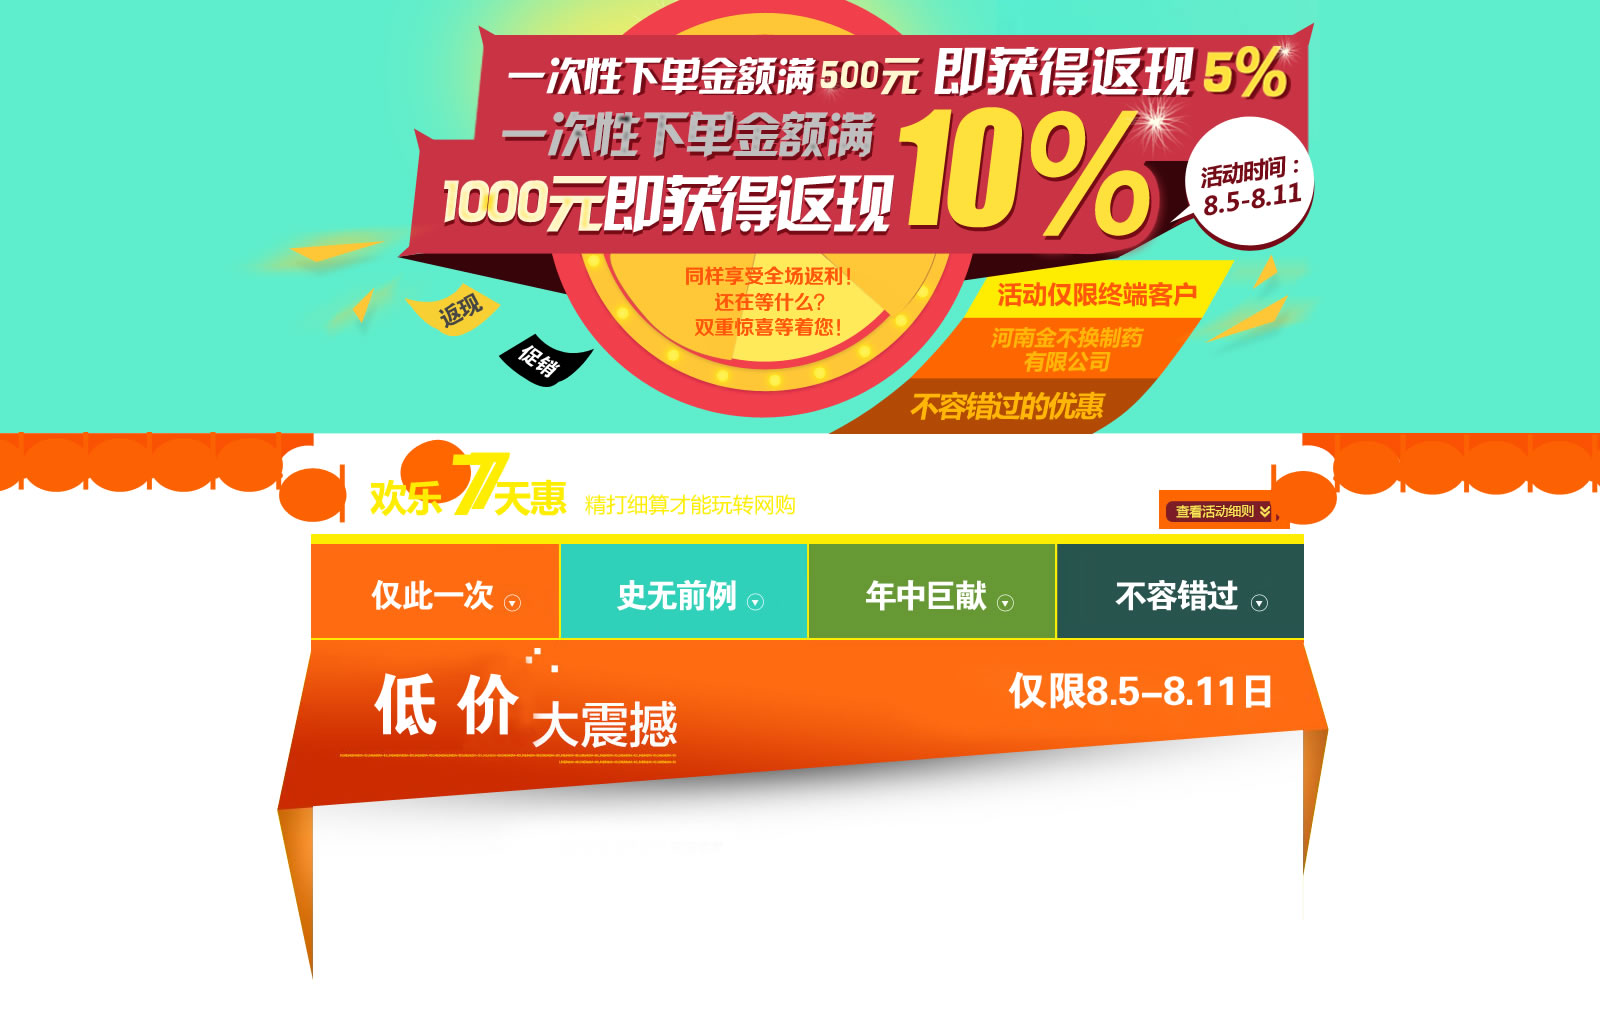 一次性下单金额满500元 即获得返现5%
一次性下单金额满
1000元即获得返现10%
活动时间：
8.5-8.11
同样享受全场返利！
还在等什么？
双重惊喜等着您！
返现
促销
活动仅限终端客户
河南金不换制药
有限公司
不容错过的优惠
欢乐7天惠 精打细算才能玩转网购
查看活动细则
仅此一次
史无前例
年中巨献
不容错过
低价大震撼
仅限8.5-8.11日